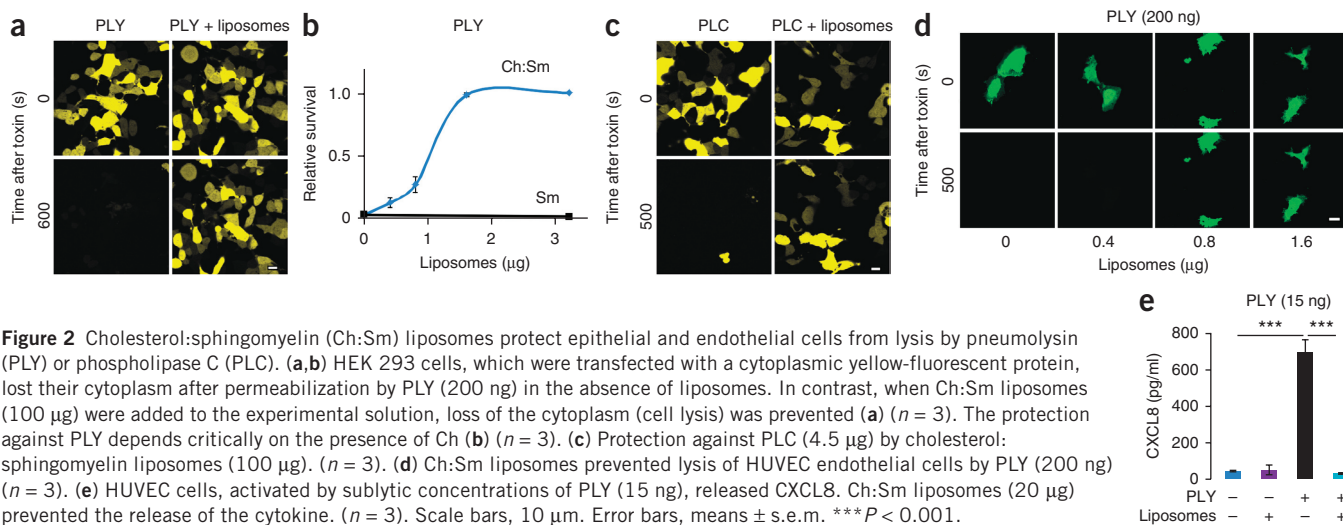 a
PLY
PLY + liposomes
Time after toxin (s)
0
600
b
PLY
Ch:Sm
Sm
Relative survival
1.0
0.5
0
0
1
2
3
Liposomes (μg)
c
PLC
PLC + liposomes
Time after toxin (s)
0
500
d
PLY (200 ng)
Time after toxin (s)
0
500
0
0.4
0.8
1.6
Liposomes (μg)
Figure 2 Cholesterol:sphingomyelin (Ch:Sm) liposomes protect epithelial and endothelial cells from lysis by pneumolysin
(PLY) or phospholipase C (PLC). (a,b) HEK 293 cells, which were transfected with a cytoplasmic yellow-fluorescent protein,
lost their cytoplasm after permeabilization by PLY (200 ng) in the absence of liposomes. In contrast, when Ch:Sm liposomes
(100 μg) were added to the experimental solution, loss of the cytoplasm (cell lysis) was prevented (a) (n = 3). The protection
against PLY depends critically on the presence of Ch (b) (n = 3). (c) Protection against PLC (4.5 μg) by cholesterol:
sphingomyelin liposomes (100 μg). (n = 3). (d) Ch:Sm liposomes prevented lysis of HUVEC endothelial cells by PLY (200 ng)
(n = 3). (e) HUVEC cells, activated by sublytic concentrations of PLY (15 ng), released CXCL8. Ch:Sm liposomes (20 μg)
prevented the release of the cytokine. (n = 3). Scale bars, 10 μm. Error bars, means ± s.e.m. ***P < 0.001.
e
PLY (15 ng)
*** ***
CXCL8 (pg/ml)
800
600
400
200
0
PLY – – + +
Liposomes – + – +